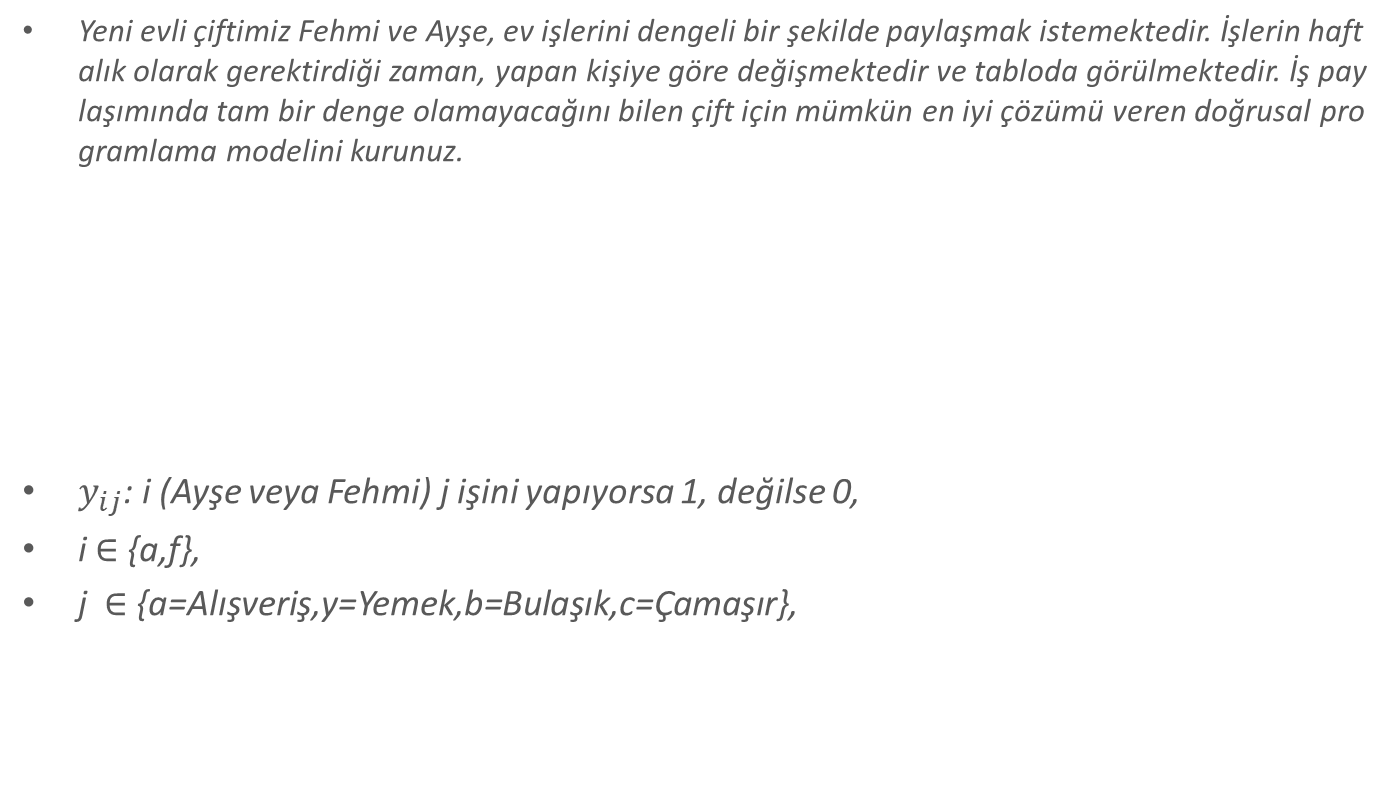 • Yeni evli çiftimiz Fehmi ve Ayşe, ev işlerini dengeli bir şekilde paylaşmak istemektedir. İşlerin haft
alık olarak gerektirdiği zaman, yapan kişiye göre değişmektedir ve tabloda görülmektedir. İş pay
laşımında tam bir denge olamayacağını bilen çift için mümkün en iyi çözümü veren doğrusal pro
gramlama modelini kurunuz.
• 𝑦𝑖𝑗: i (Ayşe veya Fehmi) j işini yapıyorsa 1, değilse 0,
• i ∈ {a,f},
• j ∈ {a=Alışveriş,y=Yemek,b=Bulaşık,c=Çamaşır},